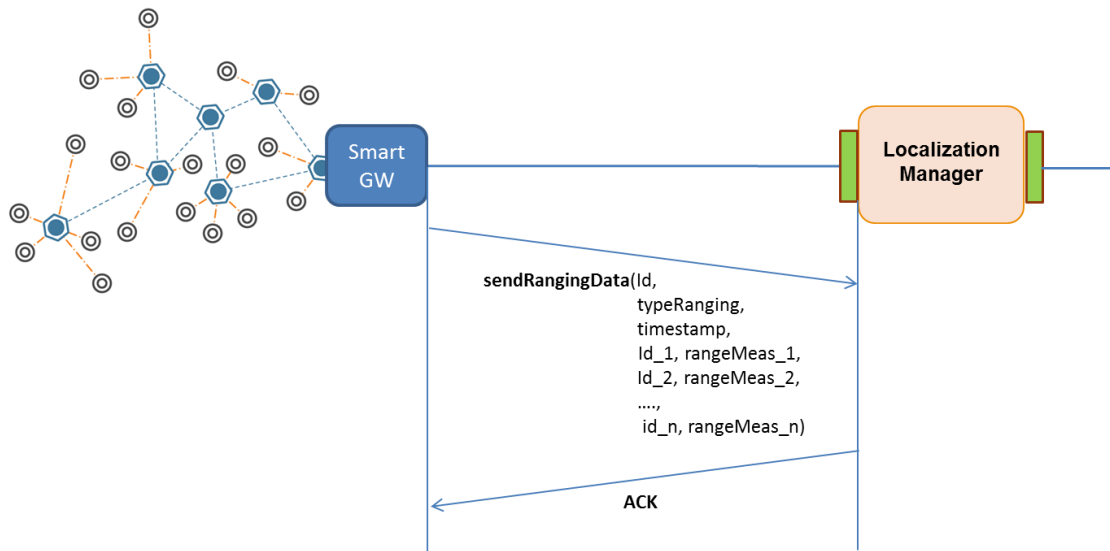 Smart
GW
Localization
Manager
sendRangingData(Id,
typeRanging,
timestamp,
Id_1, rangeMeas_1,
Id_2, rangeMeas_2,
....,
id_n, rangeMeas_n)
ACK